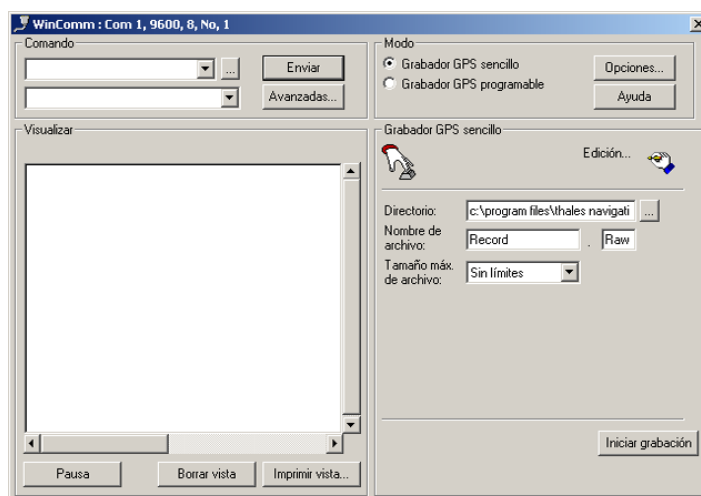 WinComm : Com 1, 9600, 8, No, 1
Comando
...
Enviar
Avanzadas...
Modo
Grabador GPS sencillo
Grabador GPS programable
Opciones...
Ayuda
Visualizar
Pausa
Borrar vista
Imprimir vista...
Grabador GPS sencillo
Edición...
Directorio:
c:\program files\thales navigati
...
Nombre de
archivo:
Record
.
Raw
Tamaño máx.
de archivo:
Sin límites
Iniciar grabación